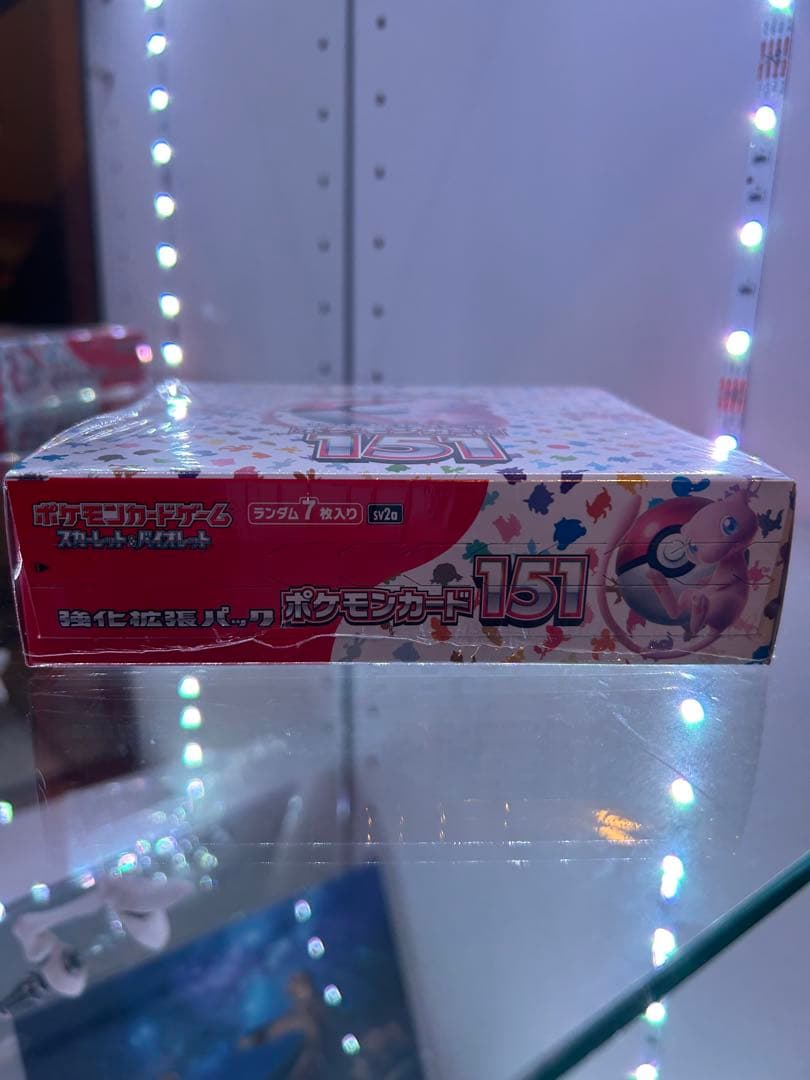 151
ポケモンカードゲーム
スカーレット&バイオレット
ランダム7枚入り
sv2a
強化拡張パック
ポケモンカード151